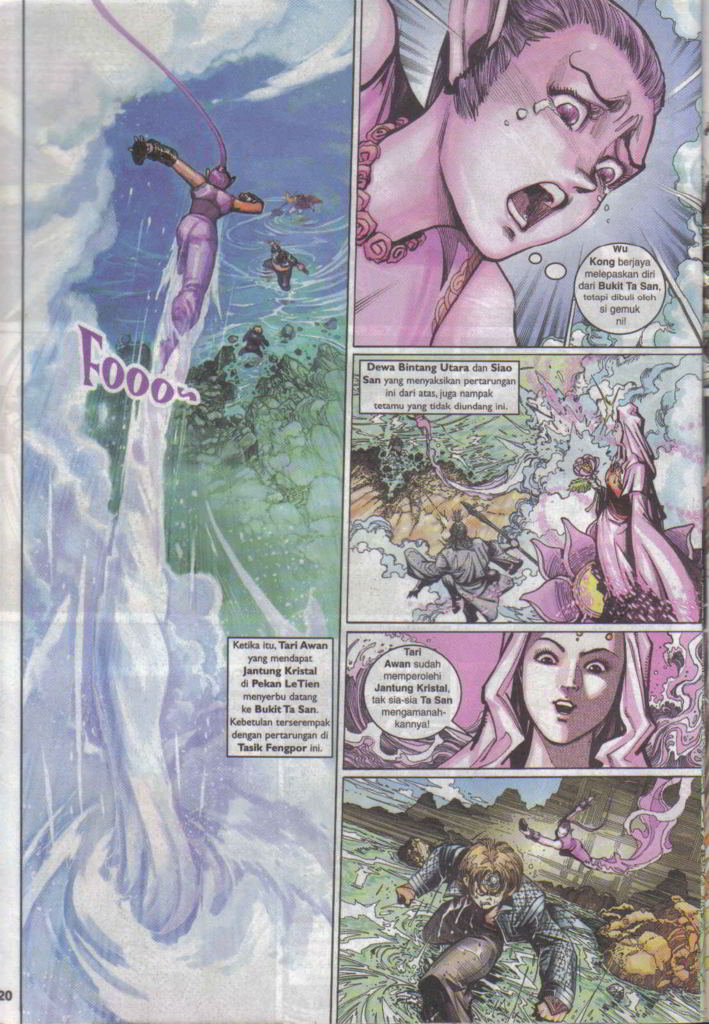 FOOOSH
Ketika itu, Tari Awan
yang mendapat
Jantung Kristal
di Pekan LeTien
menyerbu datang
ke Bukit Ta San.
Kebetulan terserempak
dengan pertarungan di
Tasik Fengpor ini.
Wu
Kong berjaya
melepaskan diri
dari Bukit Ta San,
tetapi dibuli oleh
si gemuk
ni!
Dewa Bintang Utara dan Siao
San yang menyaksikan pertarungan
ini dari atas, juga nampak
tetamu yang tidak diundang ini.
Tari
Awan sudah
memperolehi
Jantung Kristal,
tak sia-sia Ta San
mengamanah-
kannya!
20